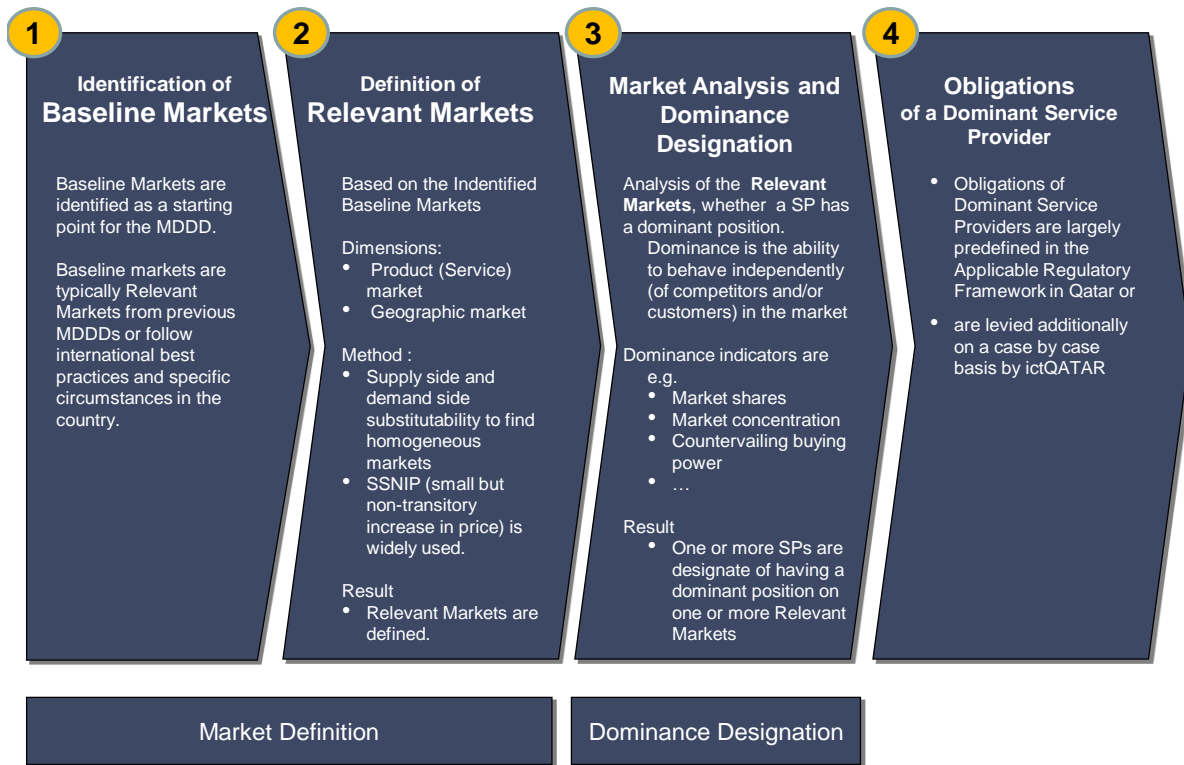 1
Identification of
Baseline Markets
Baseline Markets are
identified as a starting
point for the MDDD.
Baseline markets are
typically Relevant
Markets from previous
MDDDs or follow
international best
practices and specific
circumstances in the
country.
2
Definition of
Relevant Markets
Based on the Indentified
Baseline Markets
Dimensions:
• Product (Service)
market
• Geographic market
Method :
• Supply side and
demand side
substitutability to find
homogeneous
markets
• SSNIP (small but
non-transitory
increase in price) is
widely used.
Result
• Relevant Markets are
defined.
3
Market Analysis and
Dominance
Designation
Analysis of the Relevant
Markets, whether a SP has
a dominant position.
Dominance is the ability
to behave independently
(of competitors and/or
customers) in the market
Dominance indicators are
e.g.
• Market shares
• Market concentration
• Countervailing buying
power
• …
Result
• One or more SPs are
designate of having a
dominant position on
one or more Relevant
Markets
4
Obligations
of a Dominant Service
Provider
• Obligations of
Dominant Service
Providers are largely
predefined in the
Applicable Regulatory
Framework in Qatar or
• are levied additionally
on a case by case
basis by ictQATAR
Market Definition
Dominance Designation